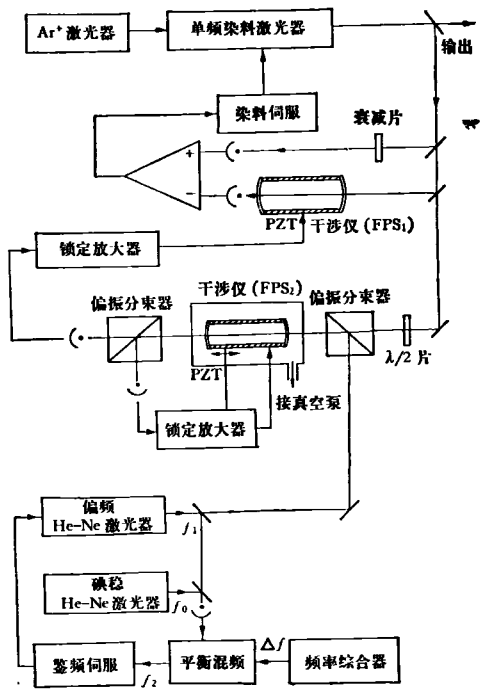 Ar⁺激光器
单频染料激光器
输出
染料伺服
衰减片
+
−
PZT 干涉仪(FPS₁)
锁定放大器
干涉仪(FPS₂)
偏振分束器
偏振分束器
PZT
λ/2 片
接真空泵
锁定放大器
偏频
He-Ne激光器
f₁
碘稳
He-Ne激光器
f₀
鉴频伺服
f₂
平衡混频
Δf
频率综合器